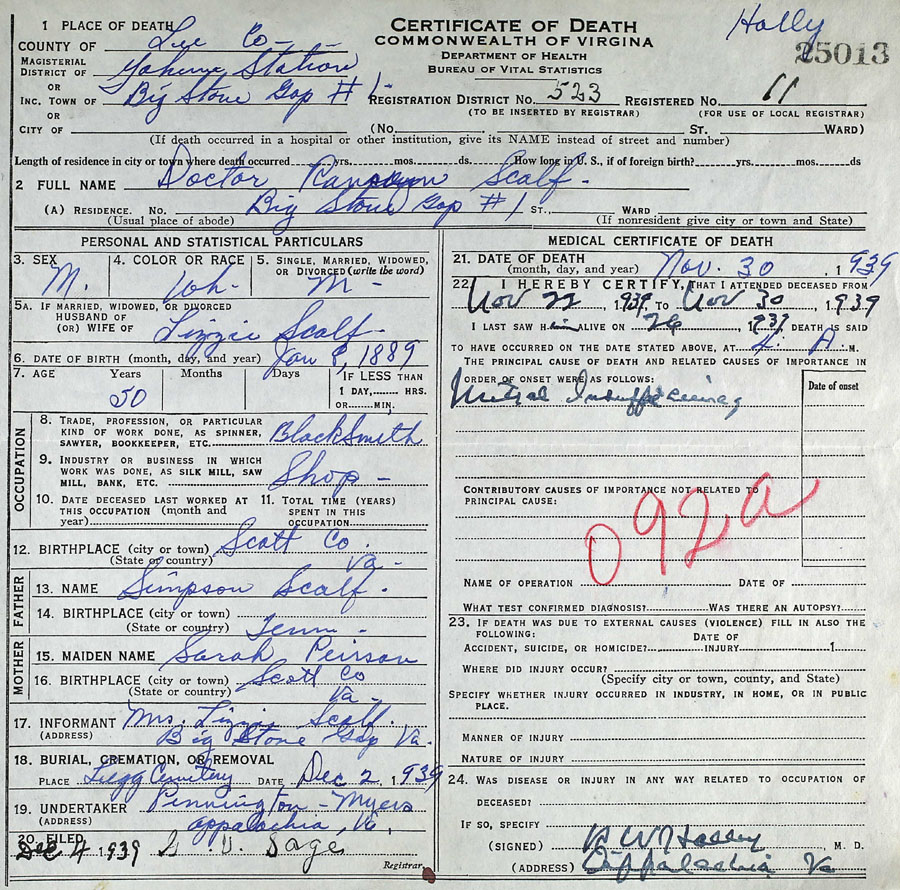 Holly
CERTIFICATE OF DEATH
COMMONWEALTH OF VIRGINA
DEPARTMENT OF HEALTH
BUREAU OF VITAL STATISTICS
25013
1 PLACE OF DEATH
COUNTY OF Lee Co-
MAGISTERIAL DISTRICT OF Yokum Station
OR
INC. TOWN OF Big Stone Gap #1
REGISTRATION DISTRICT NO. 523 REGISTERED NO. 11
(TO BE INSERTED BY REGISTRAR) (FOR USE OF LOCAL REGISTRAR)
OR
CITY OF (No. ST. WARD)
(If death occurred in a hospital or other institution, give its NAME instead of street and number)
Length of residence in city or town where death occurred yrs. mos. ds. How long in U. S., if of foreign birth? yrs. mos. ds
2 FULL NAME Doctor Scalf-
(A) RESIDENCE. No. Big Stone Gap #1 ST., WARD
(Usual place of abode) (If nonresident give city or town and State)
PERSONAL AND STATISTICAL PARTICULARS
3. SEX M.
4. COLOR OR RACE Wh-
5. SINGLE, MARRIED, WIDOWED, OR DIVORCED (write the word) M-
5A. IF MARRIED, WIDOWED, OR DIVORCED
HUSBAND OF
(OR) WIFE OF Lizzie Scalf-
6. DATE OF BIRTH (month, day, and year) Jan 8, 1889
7. AGE Years Months Days IF LESS THAN
50 1 DAY, HRS.
OR MIN.
OCCUPATION
8. TRADE, PROFESSION, OR PARTICULAR
KIND OF WORK DONE, AS SPINNER,
SAWYER, BOOKKEEPER, ETC. BlackSmith
9. INDUSTRY OR BUSINESS IN WHICH
WORK WAS DONE, AS SILK MILL, SAW
MILL, BANK, ETC. Shop-
10. DATE DECEASED LAST WORKED AT
THIS OCCUPATION (month and
year)
11. TOTAL TIME (YEARS)
SPENT IN THIS
OCCUPATION
12. BIRTHPLACE (city or town) Scott Co
(State or country) Va-
FATHER
13. NAME Simpson Scalf.
14. BIRTHPLACE (city or town)
(State or country) Tenn-
MOTHER
15. MAIDEN NAME Sarah Peirson
16. BIRTHPLACE (city or town) Scott Co
(State or country) Va-
17. INFORMANT Mrs. Lizzie Scalf.
(ADDRESS) Big Stone Gap Va.
18. BURIAL, CREMATION, OR REMOVAL
PLACE Cemetery DATE Dec 2, 1939
19. UNDERTAKER Pennington-Myers
(ADDRESS) Appalachia, Va.
20. FILED
Dec 4 1939 Sage
Registrar
MEDICAL CERTIFICATE OF DEATH
21. DATE OF DEATH
(month, day, and year) Nov. 30, 1939
22. I HEREBY CERTIFY, THAT I ATTENDED DECEASED FROM
Nov 22, 1939, TO Nov 30, 1939
I LAST SAW HIM ALIVE ON 26, 1939 DEATH IS SAID
TO HAVE OCCURRED ON THE DATE STATED ABOVE, AT 4. A.M.
THE PRINCIPAL CAUSE OF DEATH AND RELATED CAUSES OF IMPORTANCE IN
ORDER OF ONSET WERE AS FOLLOWS: Date of onset
Mitral Insufficiency
CONTRIBUTORY CAUSES OF IMPORTANCE NOT RELATED TO
PRINCIPAL CAUSE:
092a
NAME OF OPERATION DATE OF
WHAT TEST CONFIRMED DIAGNOSIS? WAS THERE AN AUTOPSY?
23. IF DEATH WAS DUE TO EXTERNAL CAUSES (VIOLENCE) FILL IN ALSO THE
FOLLOWING: DATE OF
ACCIDENT, SUICIDE, OR HOMICIDE? INJURY 1
WHERE DID INJURY OCCUR?
(Specify city or town, county, and State)
SPECIFY WHETHER INJURY OCCURRED IN INDUSTRY, IN HOME, OR IN PUBLIC
PLACE.
MANNER OF INJURY
NATURE OF INJURY
24. WAS DISEASE OR INJURY IN ANY WAY RELATED TO OCCUPATION OF
DECEASED?
IF SO, SPECIFY
(SIGNED) Holley M. D.
(ADDRESS) Appalachia Va